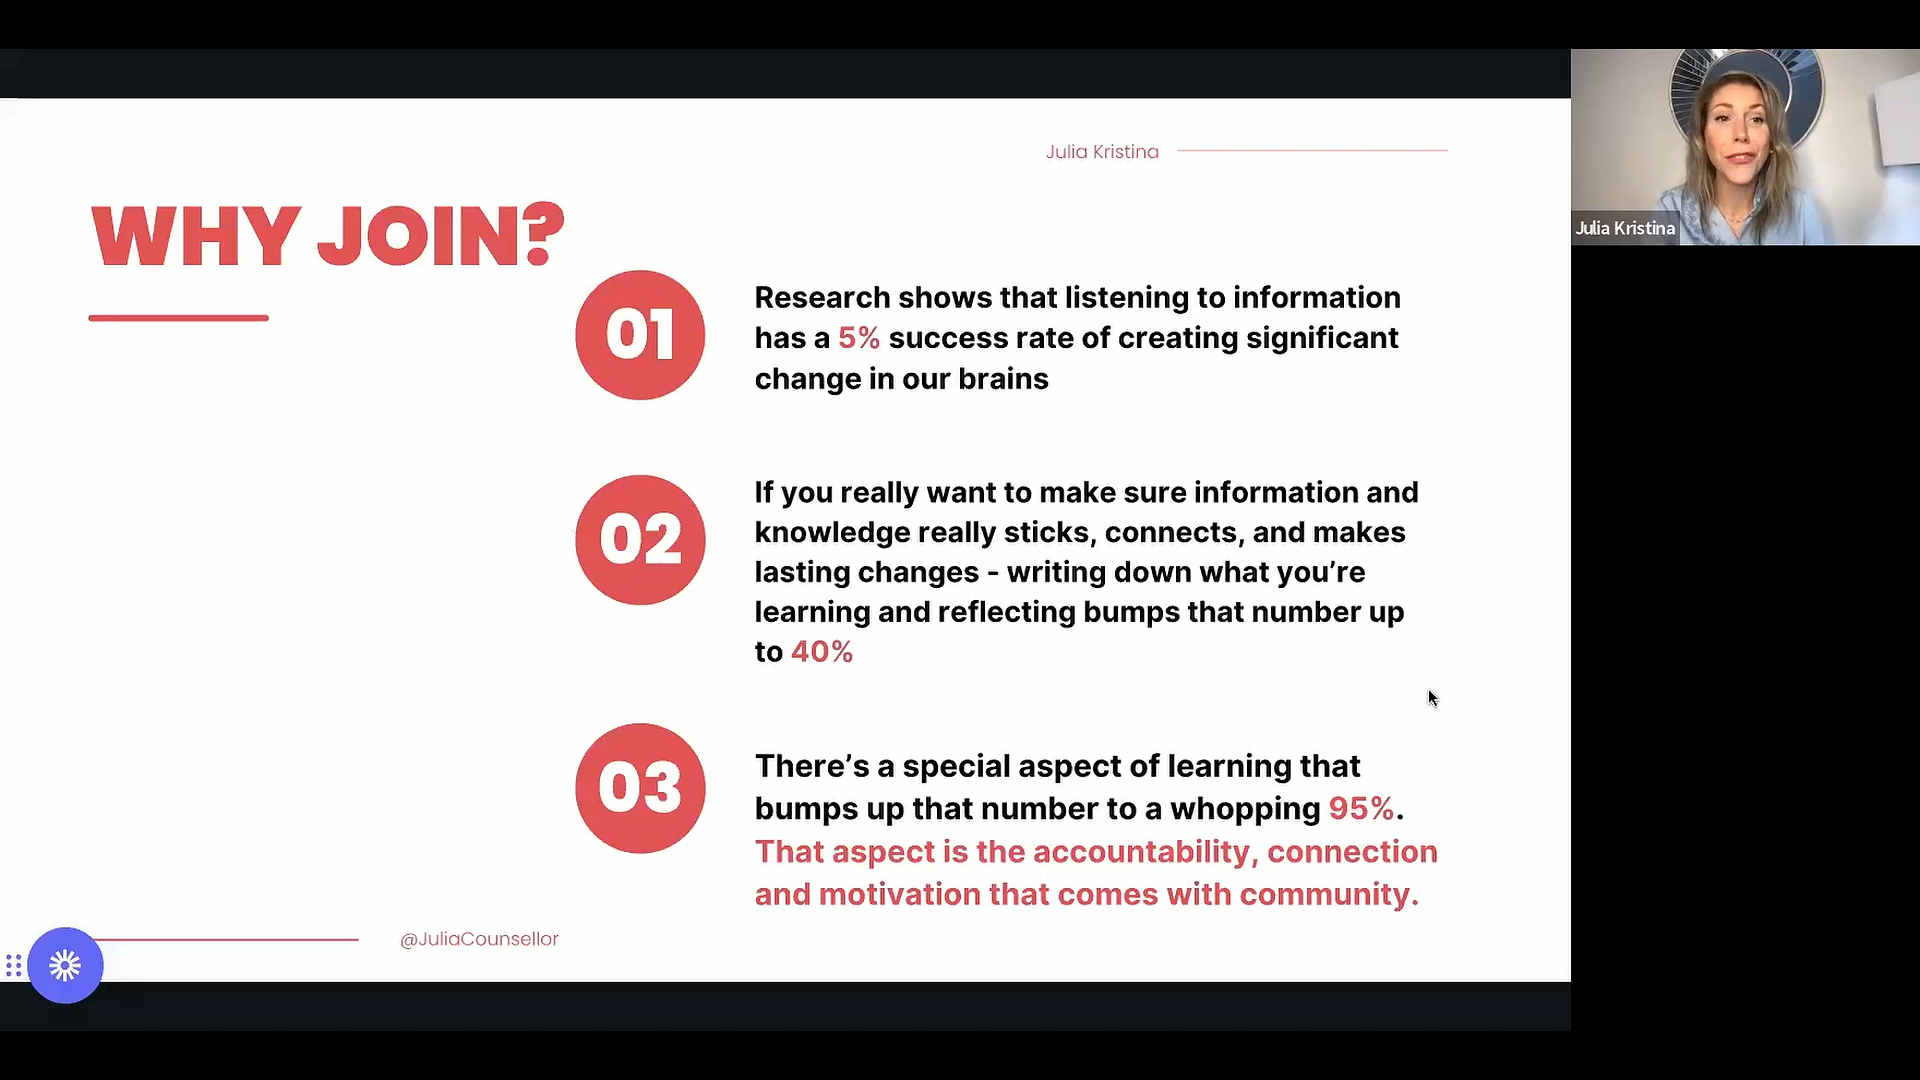 Julia Kristina
WHY JOIN?
01
Research shows that listening to information
has a 5% success rate of creating significant
change in our brains
02
If you really want to make sure information and
knowledge really sticks, connects, and makes
lasting changes - writing down what you’re
learning and reflecting bumps that number up
to 40%
03
There’s a special aspect of learning that
bumps up that number to a whopping 95%.
That aspect is the accountability, connection
and motivation that comes with community.
@JuliaCounsellor
Julia Kristina